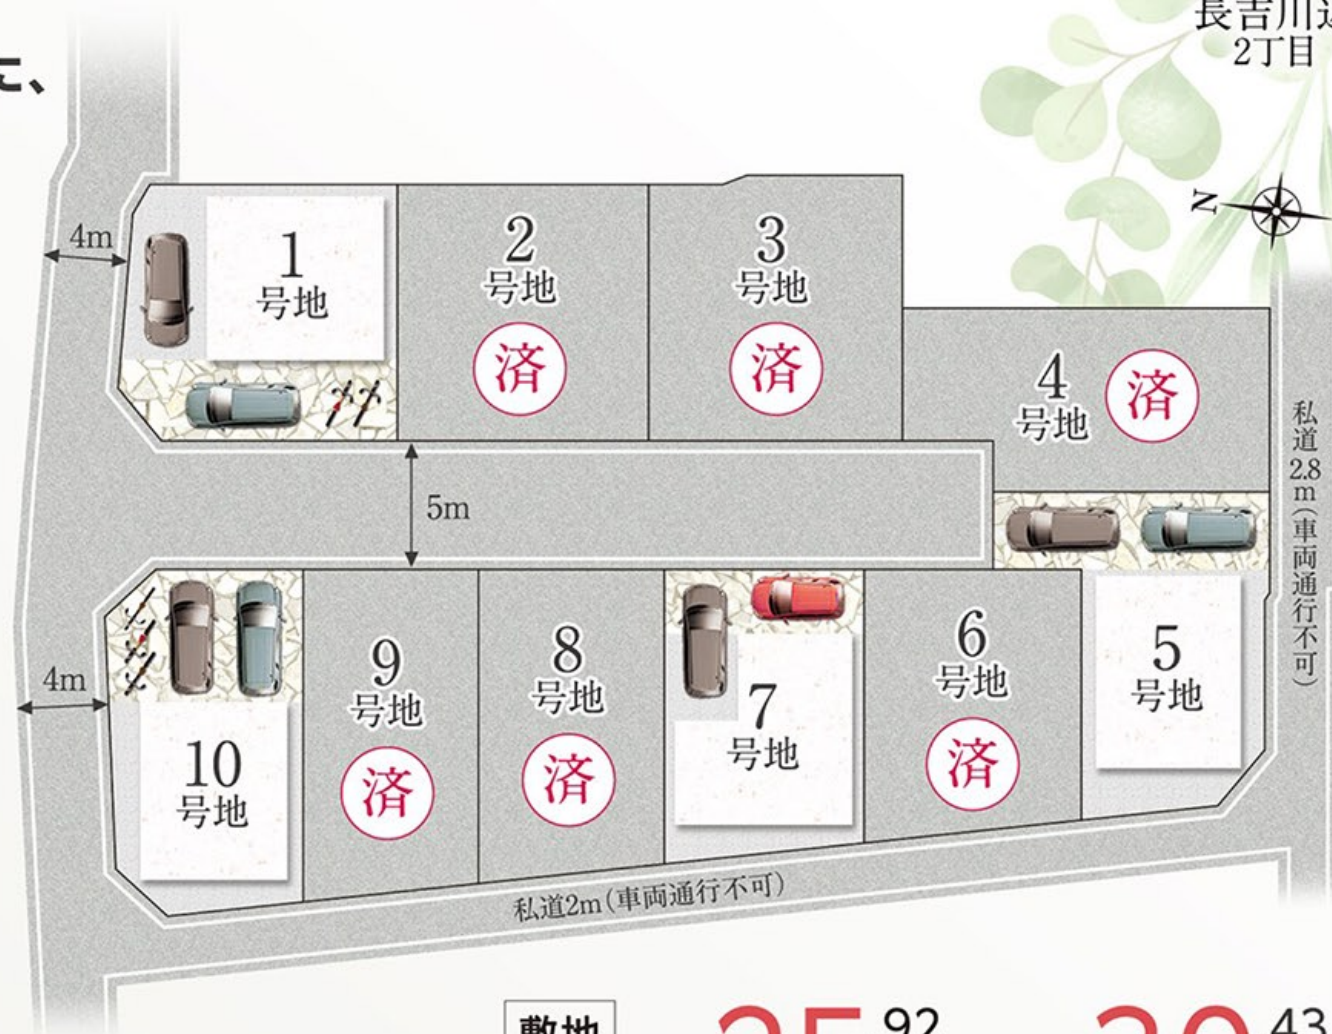 た、
長吉川辺
2丁目
N
4m
1
号地
2
号地
済
3
号地
済
4
号地
済
5m
私道2.8m(車両通行不可)
4m
10
号地
9
号地
済
8
号地
済
7
号地
6
号地
済
5
号地
私道2m(車両通行不可)
敷地
35.92
30.43